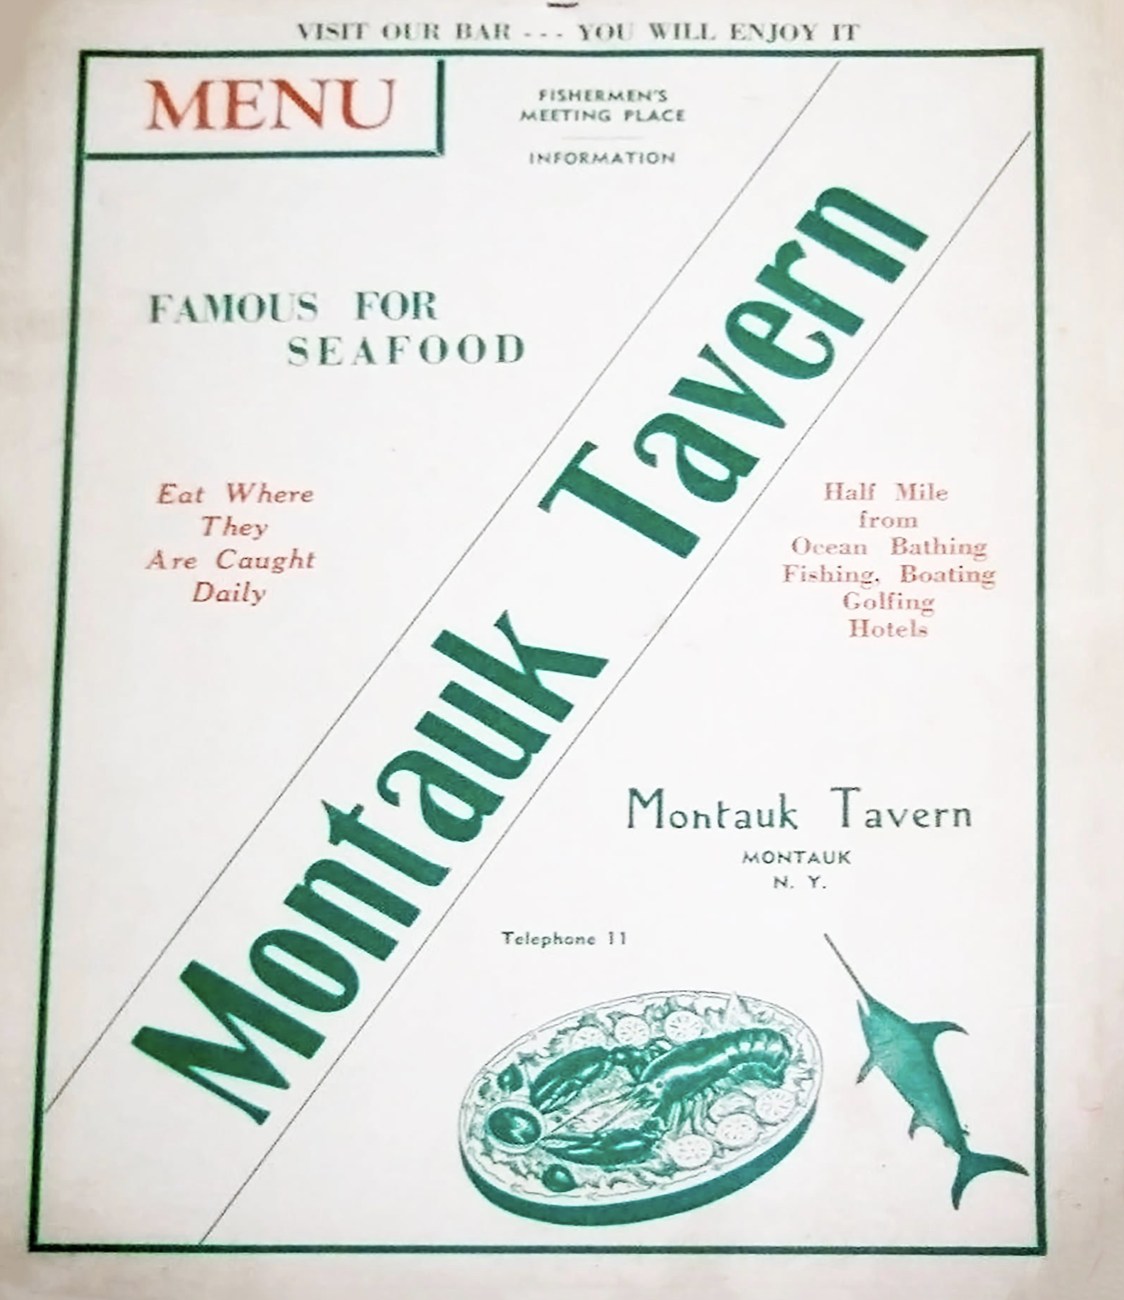 VISIT OUR BAR --- YOU WILL ENJOY IT
MENU
FISHERMEN'S
MEETING PLACE
INFORMATION
FAMOUS FOR
SEAFOOD
Montauk Tavern
Eat Where
They
Are Caught
Daily
Half Mile
from
Ocean Bathing
Fishing, Boating
Golfing
Hotels
Montauk Tavern
MONTAUK
N. Y.
Telephone 11